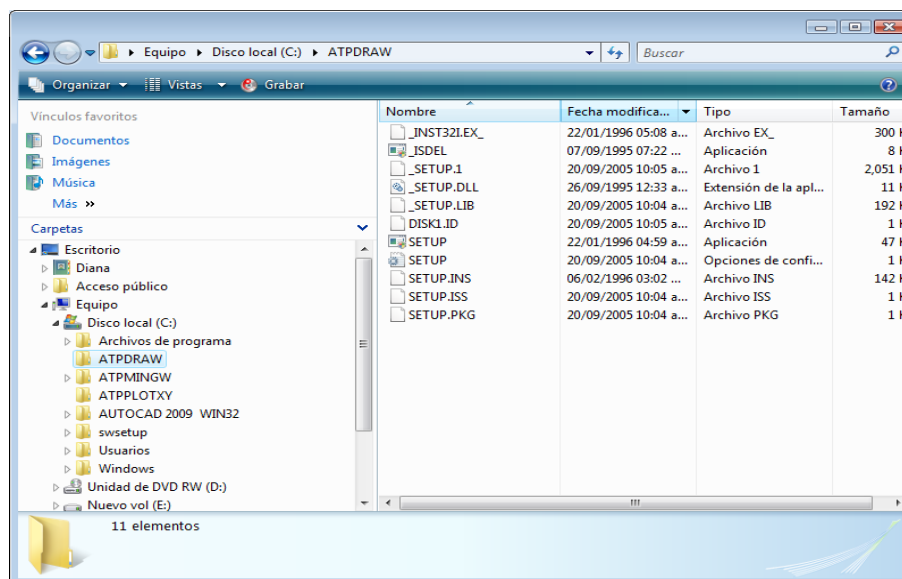 Equipo Disco local (C:) ATPDRAW Buscar
Organizar Vistas Grabar
Vínculos favoritos
Documentos
Imágenes
Música
Más
Carpetas
Escritorio
Diana
Acceso público
Equipo
Disco local (C:)
Archivos de programa
ATPDRAW
ATPMINGW
ATPPLOTXY
AUTOCAD 2009 WIN32
swsetup
Usuarios
Windows
Unidad de DVD RW (D:)
Nuevo vol (E:)
Nombre Fecha modifica... Tipo Tamaño
_INST32I.EX_ 22/01/1996 05:08 a... Archivo EX_ 300 K
_ISDEL 07/09/1995 07:22 ... Aplicación 8 K
_SETUP.1 20/09/2005 10:05 a... Archivo 1 2,051 K
_SETUP.DLL 26/09/1995 12:33 a... Extensión de la apl... 11 K
_SETUP.LIB 20/09/2005 10:04 a... Archivo LIB 192 K
DISK1.ID 20/09/2005 10:05 a... Archivo ID 1 K
SETUP 22/01/1996 04:59 a... Aplicación 47 K
SETUP 20/09/2005 10:04 a... Opciones de confi... 1 K
SETUP.INS 06/02/1996 03:02 ... Archivo INS 142 K
SETUP.ISS 20/09/2005 10:04 a... Archivo ISS 1 K
SETUP.PKG 20/09/2005 10:04 a... Archivo PKG 1 K
11 elementos